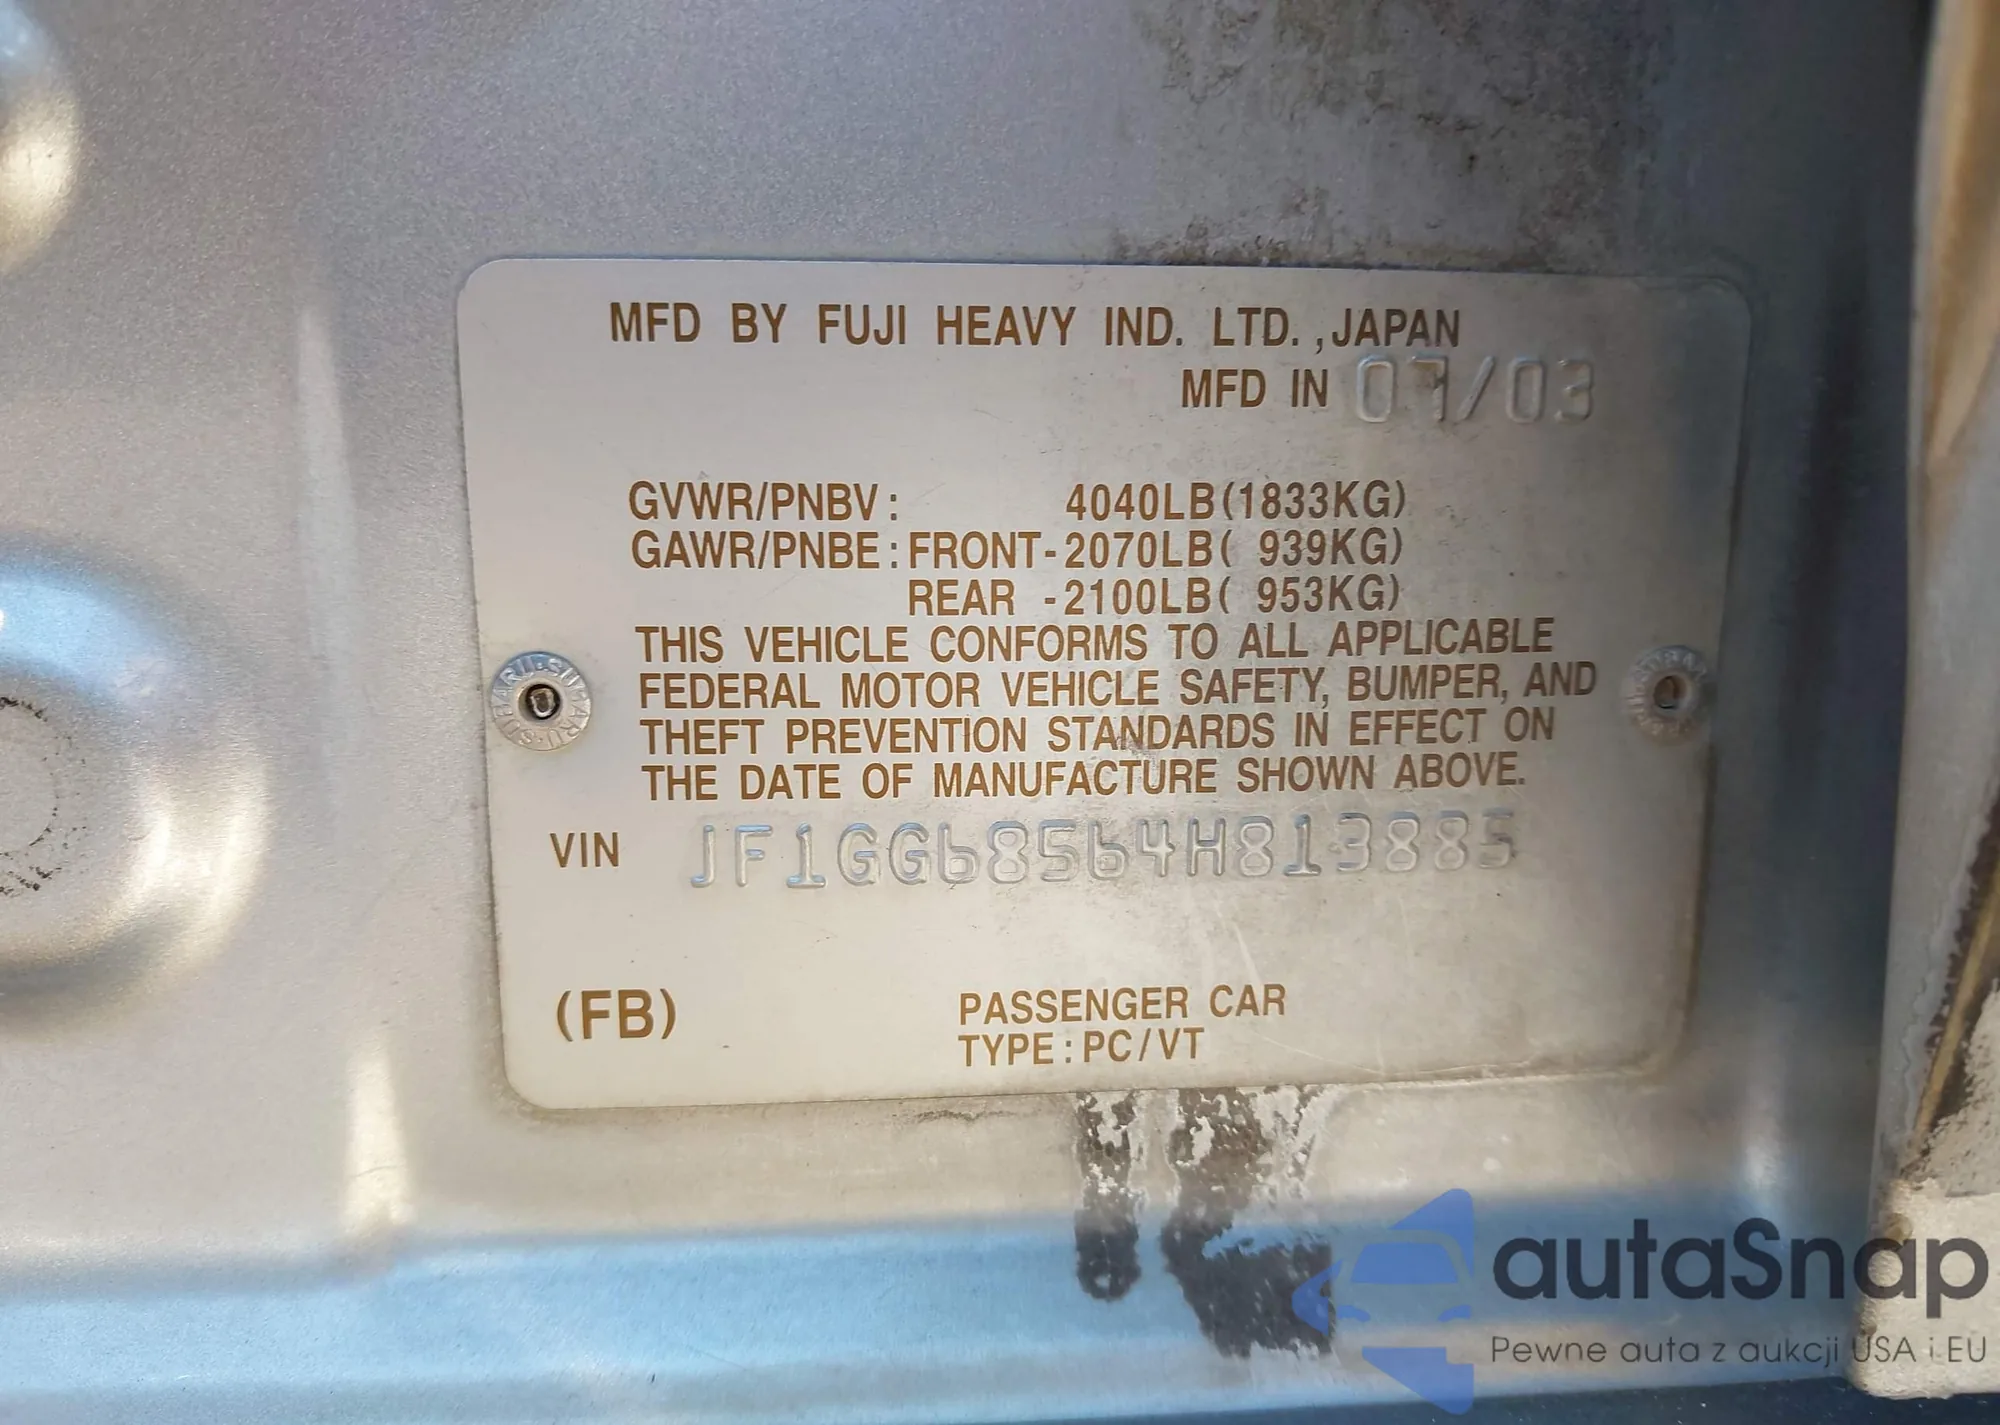 MFD BY FUJI HEAVY IND. LTD.,JAPAN
MFD IN 07/03
GVWR/PNBV: 4040LB(1833KG)
GAWR/PNBE:FRONT-2070LB( 939KG)
REAR -2100LB( 953KG)
THIS VEHICLE CONFORMS TO ALL APPLICABLE
FEDERAL MOTOR VEHICLE SAFETY, BUMPER, AND
THEFT PREVENTION STANDARDS IN EFFECT ON
THE DATE OF MANUFACTURE SHOWN ABOVE.
VIN JF1GG68564H813885
(FB) PASSENGER CAR
TYPE:PC/VT
autaSnap
Pewne auta z aukcji USA i EU